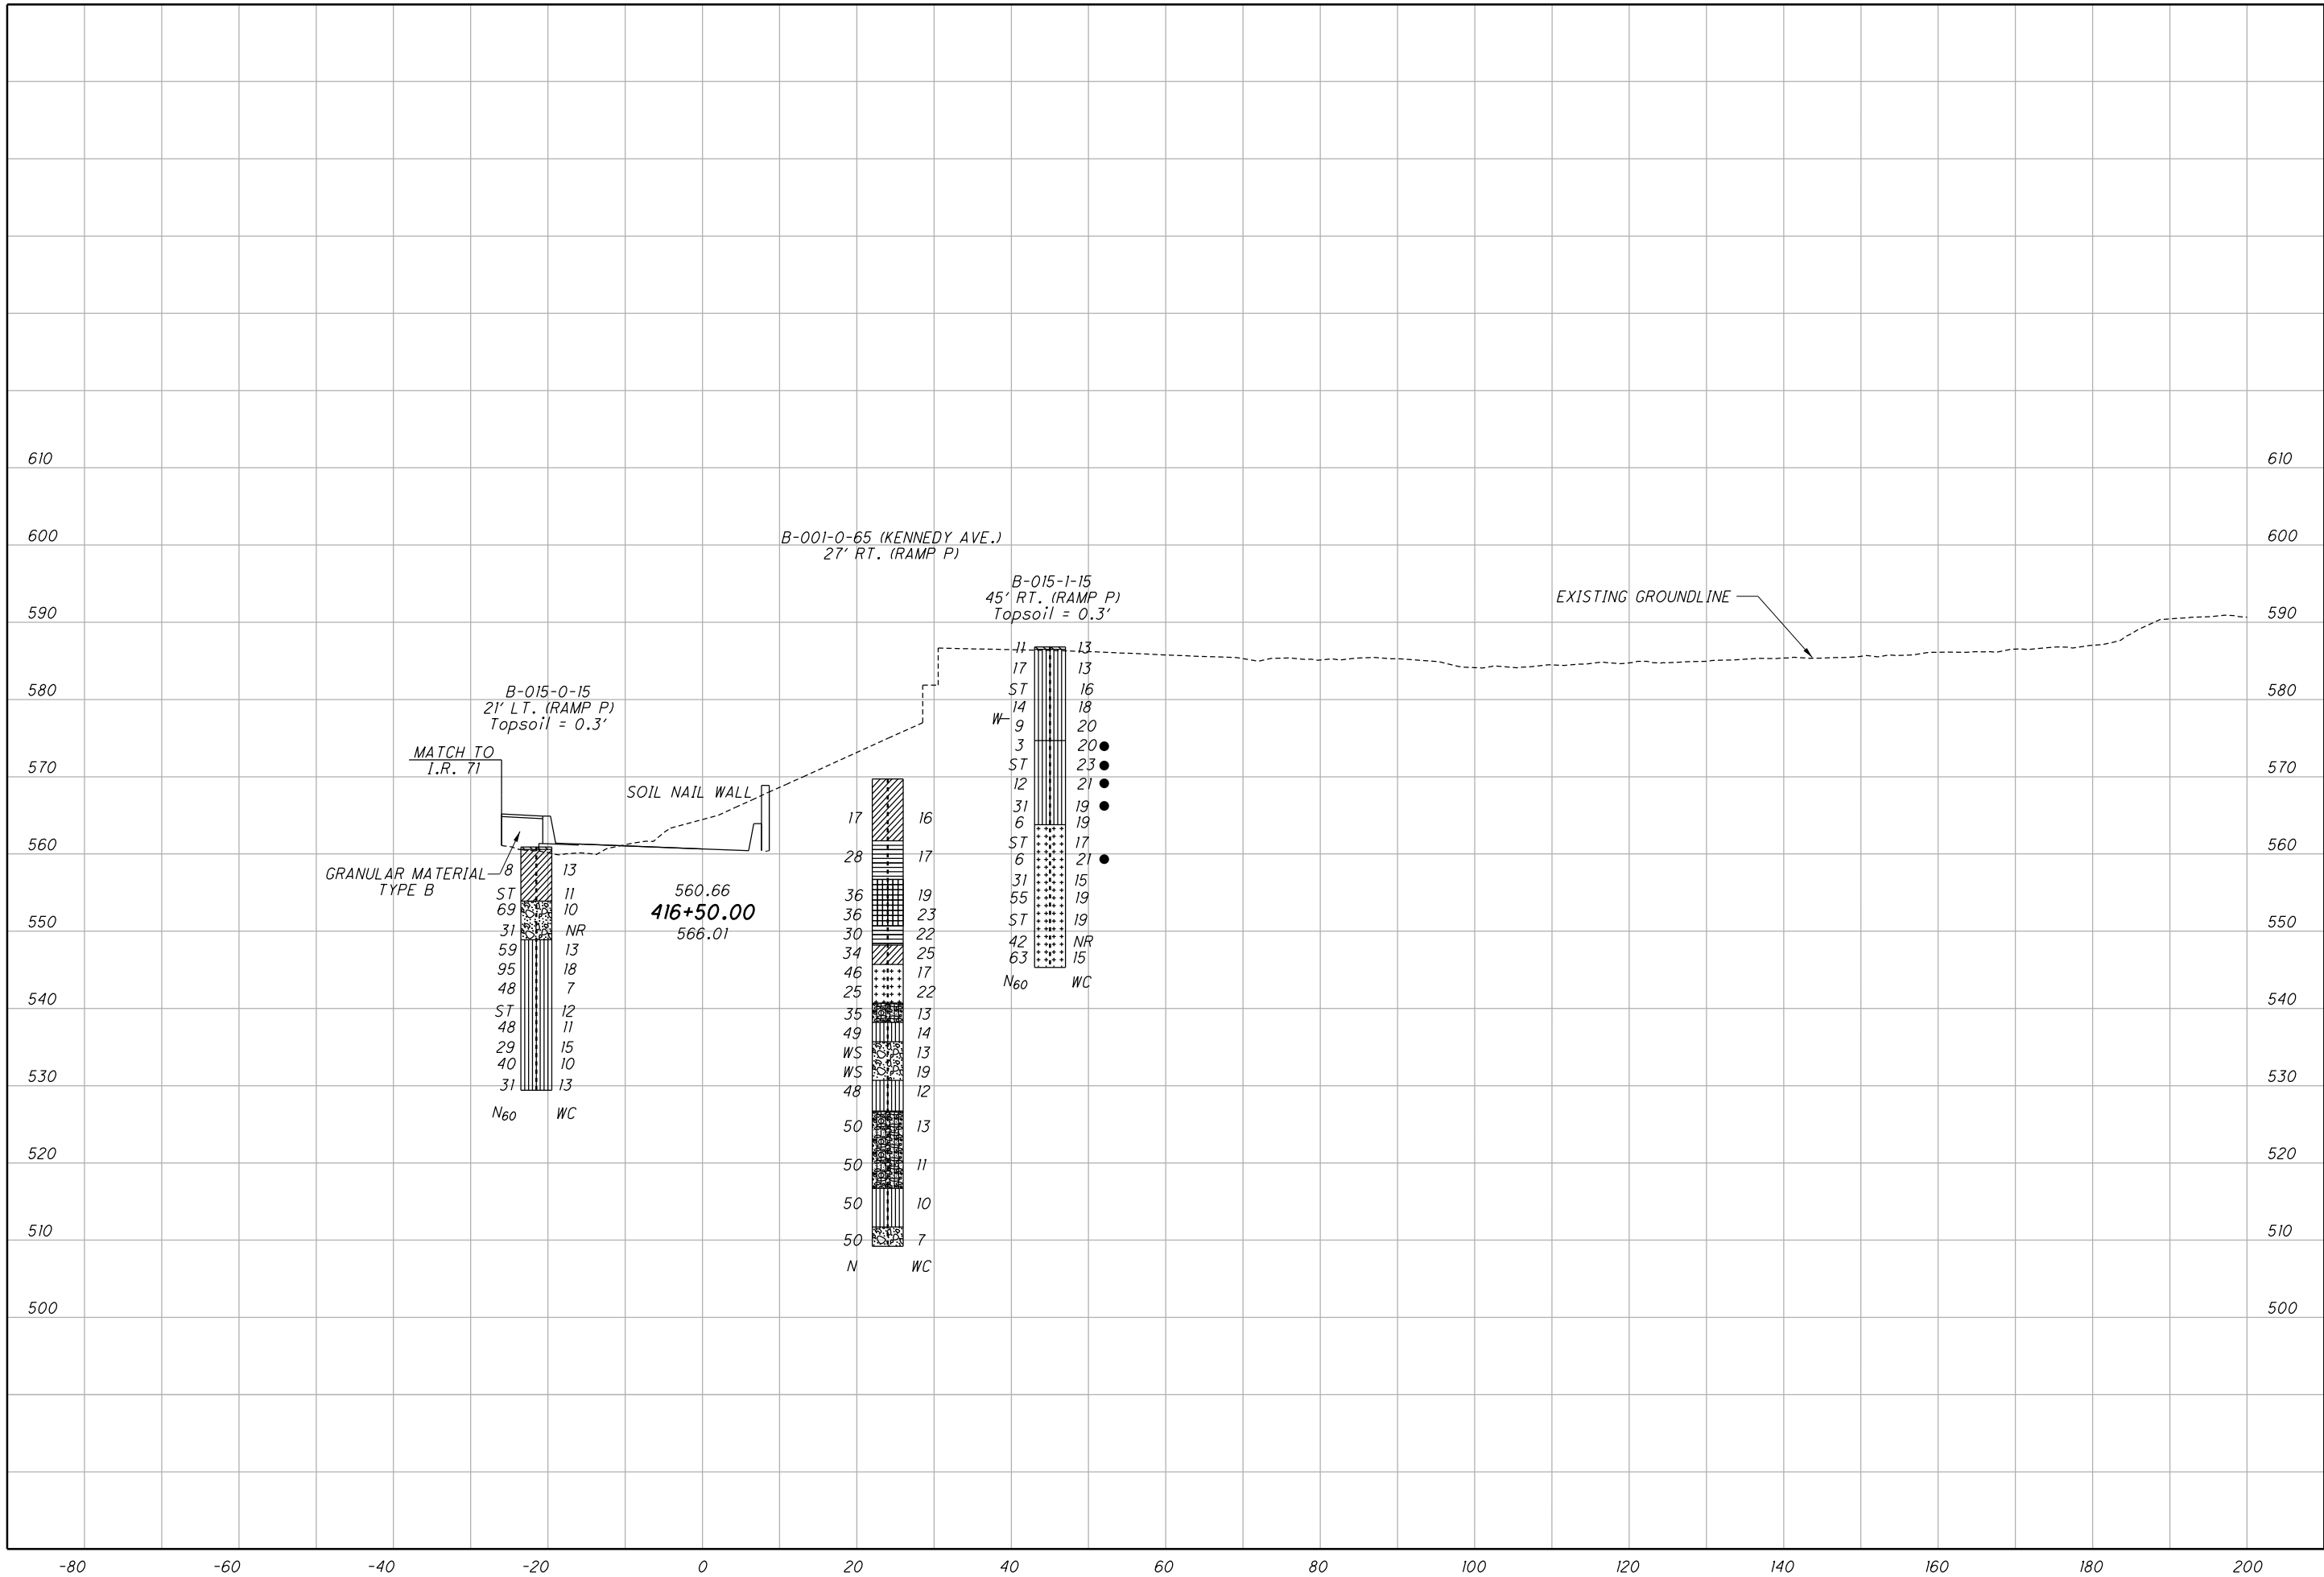 610 610
600 600
B-001-0-65 (KENNEDY AVE.)
27' RT. (RAMP P)
B-015-1-15
45' RT. (RAMP P)
Topsoil = 0.3'
EXISTING GROUNDLINE
590 590
11 13
17 13
ST 16
14 18
W
9 20
3 20
ST 23
12 21
31 19
6 19
ST 17
6 21
31 15
55 19
ST 19
42 NR
63 15
N60 WC
580 580
B-015-0-15
21' LT. (RAMP P)
Topsoil = 0.3'
MATCH TO
I.R. 71
570 570
SOIL NAIL WALL
560 560
GRANULAR MATERIAL
TYPE B
8 13
ST 11
69 10
31 NR
59 13
95 18
48 7
ST 12
48 11
29 15
40 10
31 13
N60 WC
560.66
416+50.00
566.01
17 16
28 17
36 19
36 23
30 22
34 25
46 17
25 22
35 13
49 14
WS 13
WS 19
48 12
50 13
50 11
50 10
50 7
N WC
550 550
540 540
530 530
520 520
510 510
500 500
-80 -60 -40 -20 0 20 40 60 80 100 120 140 160 180 200